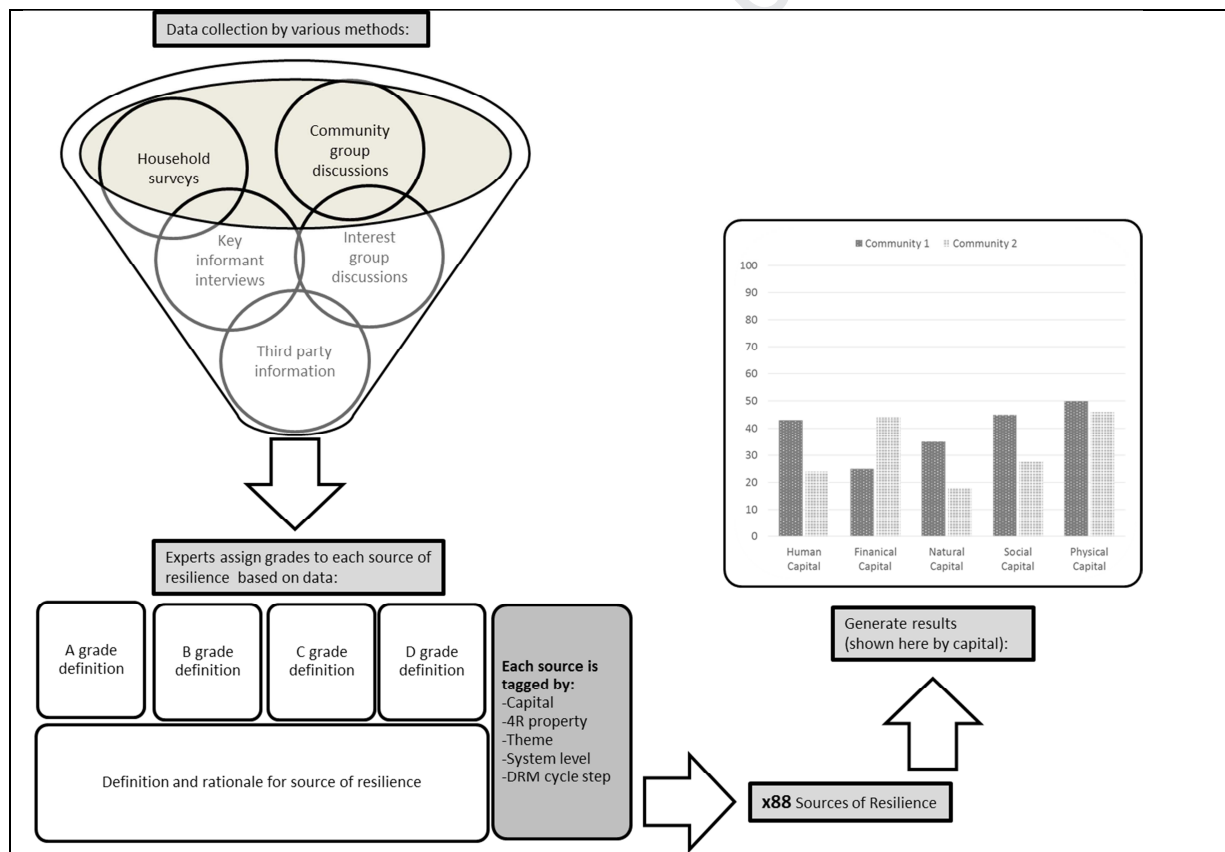 Data collection by various methods:
Household
surveys
Community
group
discussions
Key
informant
interviews
Interest
group
discussions
Third party
information
Experts assign grades to each source of
resilience based on data:
A grade
definition
B grade
definition
C grade
definition
D grade
definition
Definition and rationale for source of resilience
Each source is
tagged by:
-Capital
-4R property
-Theme
-System level
-DRM cycle step
x88 Sources of Resilience
Generate results
(shown here by capital):
Community 1 Community 2
100
90
80
70
60
50
40
30
20
10
0
Human
Capital
Finanical
Capital
Natural
Capital
Social
Capital
Physical
Capital